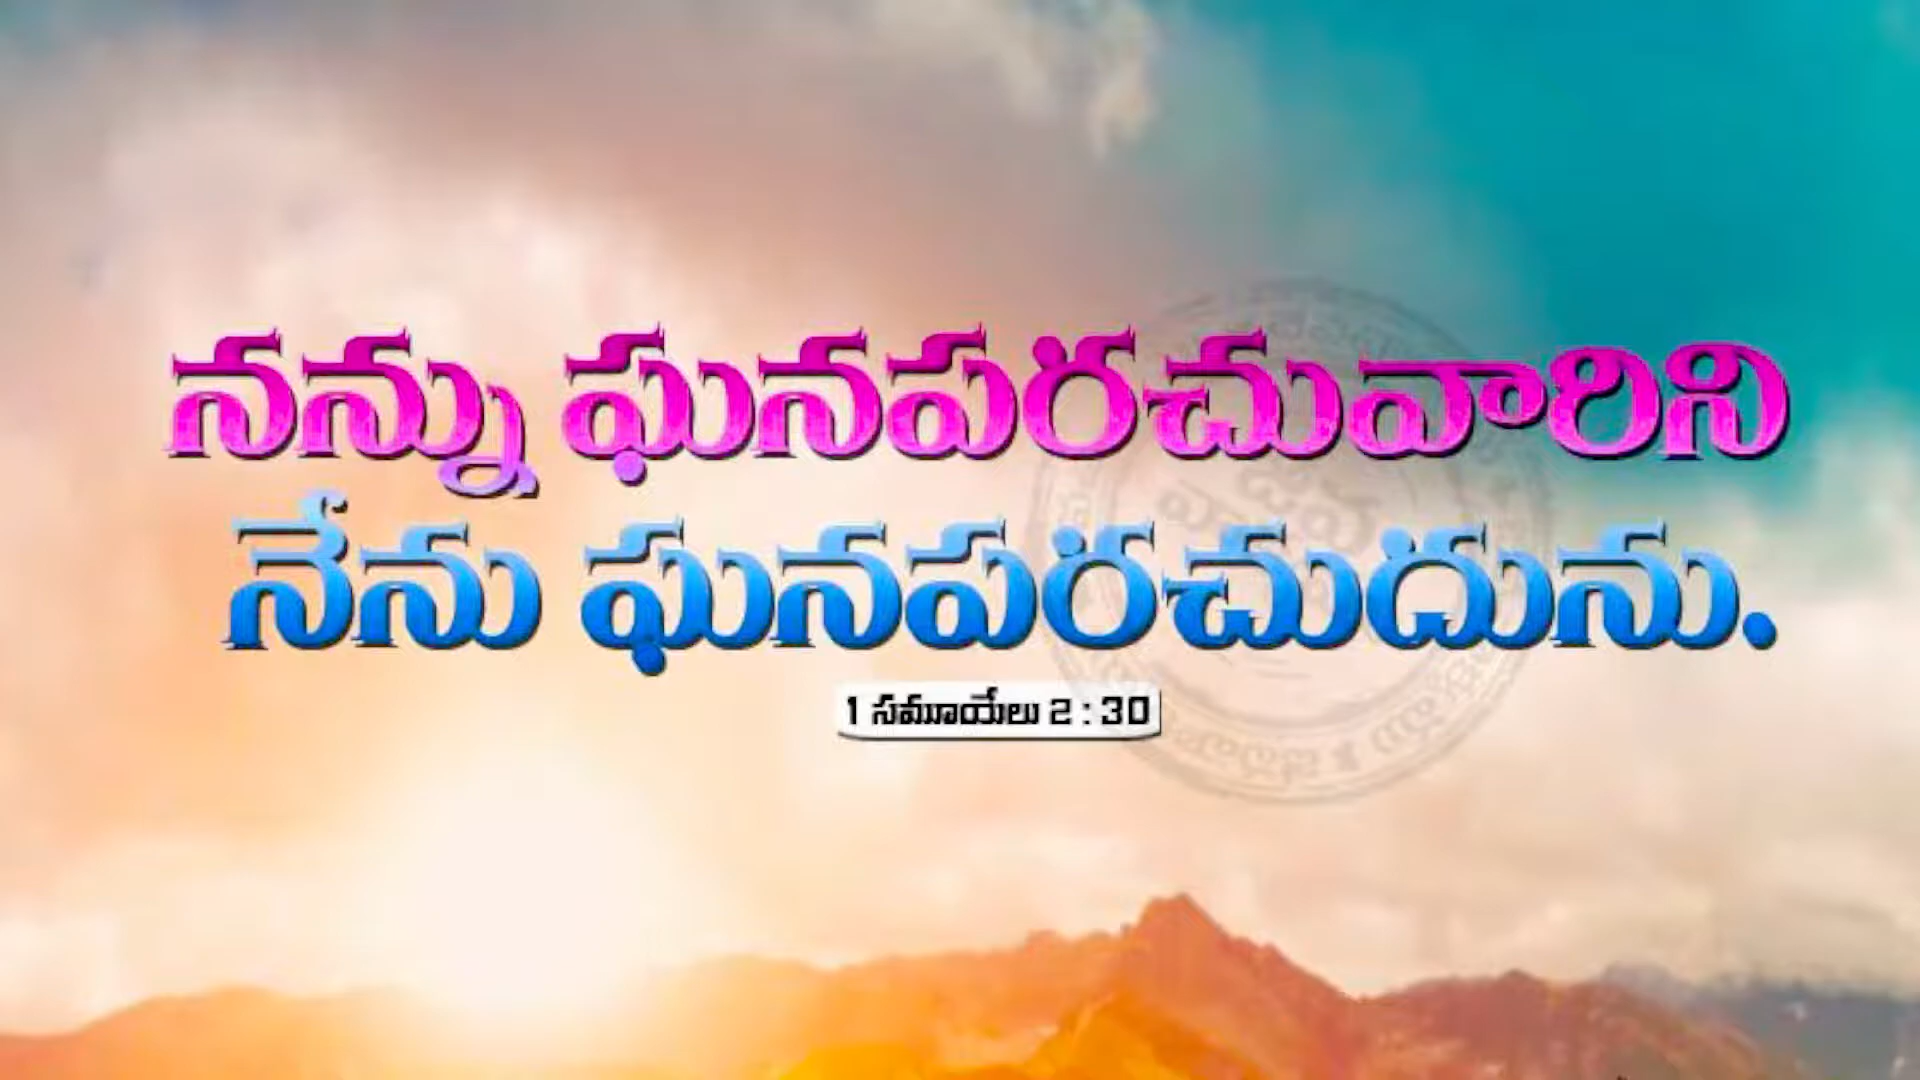 నన్ను ఘనపరచువారిని
నేను ఘనపరచుదును.
1 సమూయేలు 2 : 30